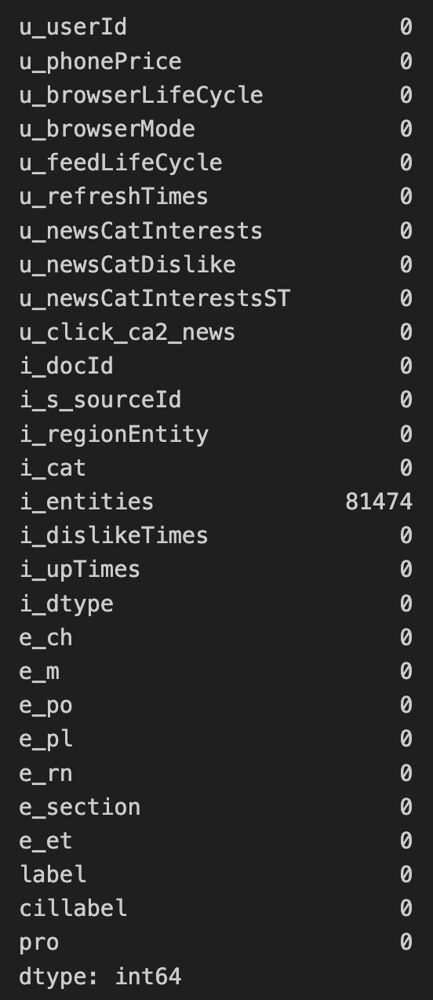 u_userId 0
u_phonePrice 0
u_browserLifeCycle 0
u_browserMode 0
u_feedLifeCycle 0
u_refreshTimes 0
u_newsCatInterests 0
u_newsCatDislike 0
u_newsCatInterestsST 0
u_click_ca2_news 0
i_docId 0
i_s_sourceId 0
i_regionEntity 0
i_cat 0
i_entities 81474
i_dislikeTimes 0
i_upTimes 0
i_dtype 0
e_ch 0
e_m 0
e_po 0
e_pl 0
e_rn 0
e_section 0
e_et 0
label 0
cillabel 0
pro 0
dtype: int64